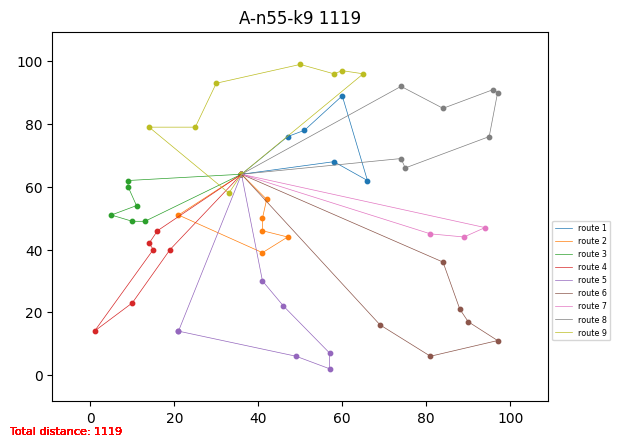 A-n55-k9 1119
100
80
60
40
20
0
0 20 40 60 80 100
route 1
route 2
route 3
route 4
route 5
route 6
route 7
route 8
route 9
Total distance: 1119